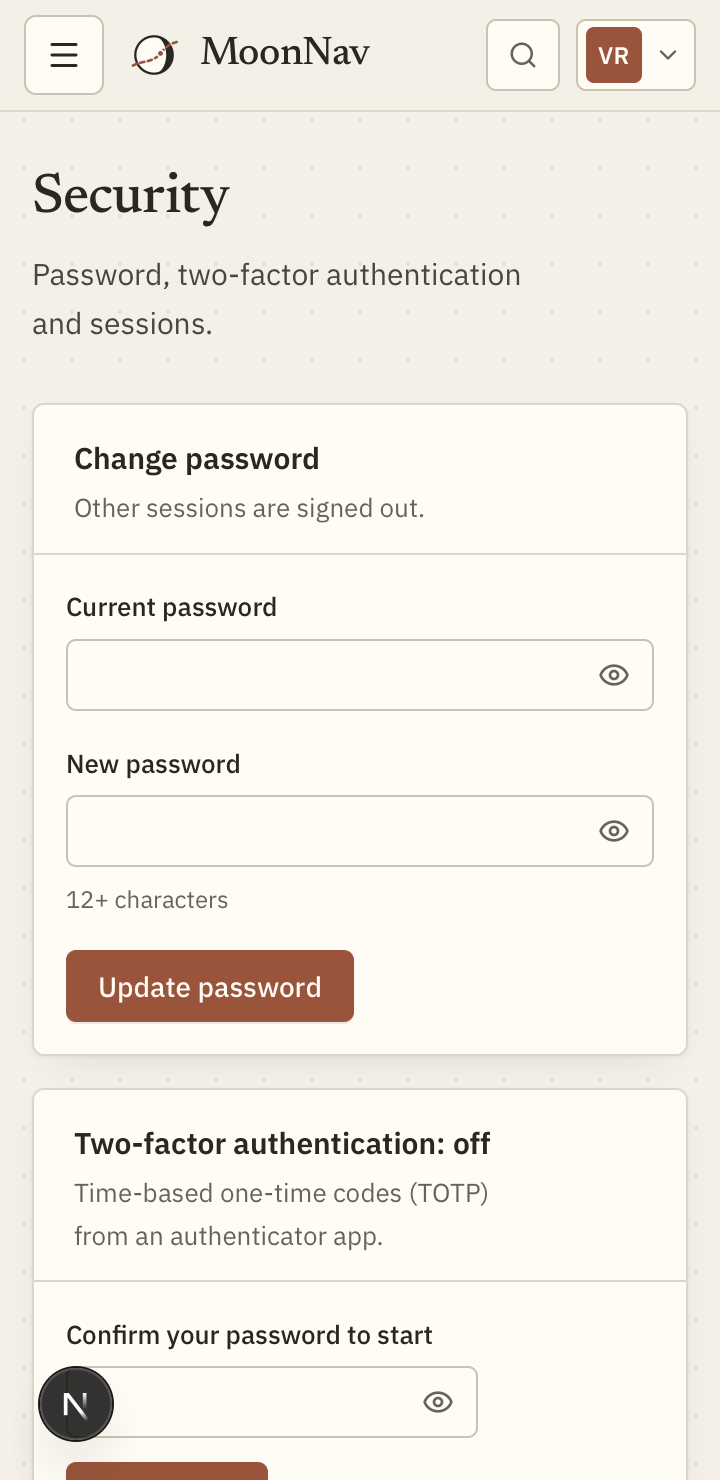 MoonNav
VR
Security
Password, two-factor authentication
and sessions.
Change password
Other sessions are signed out.
Current password
New password
12+ characters
Update password
Two-factor authentication: off
Time-based one-time codes (TOTP)
from an authenticator app.
Confirm your password to start
N